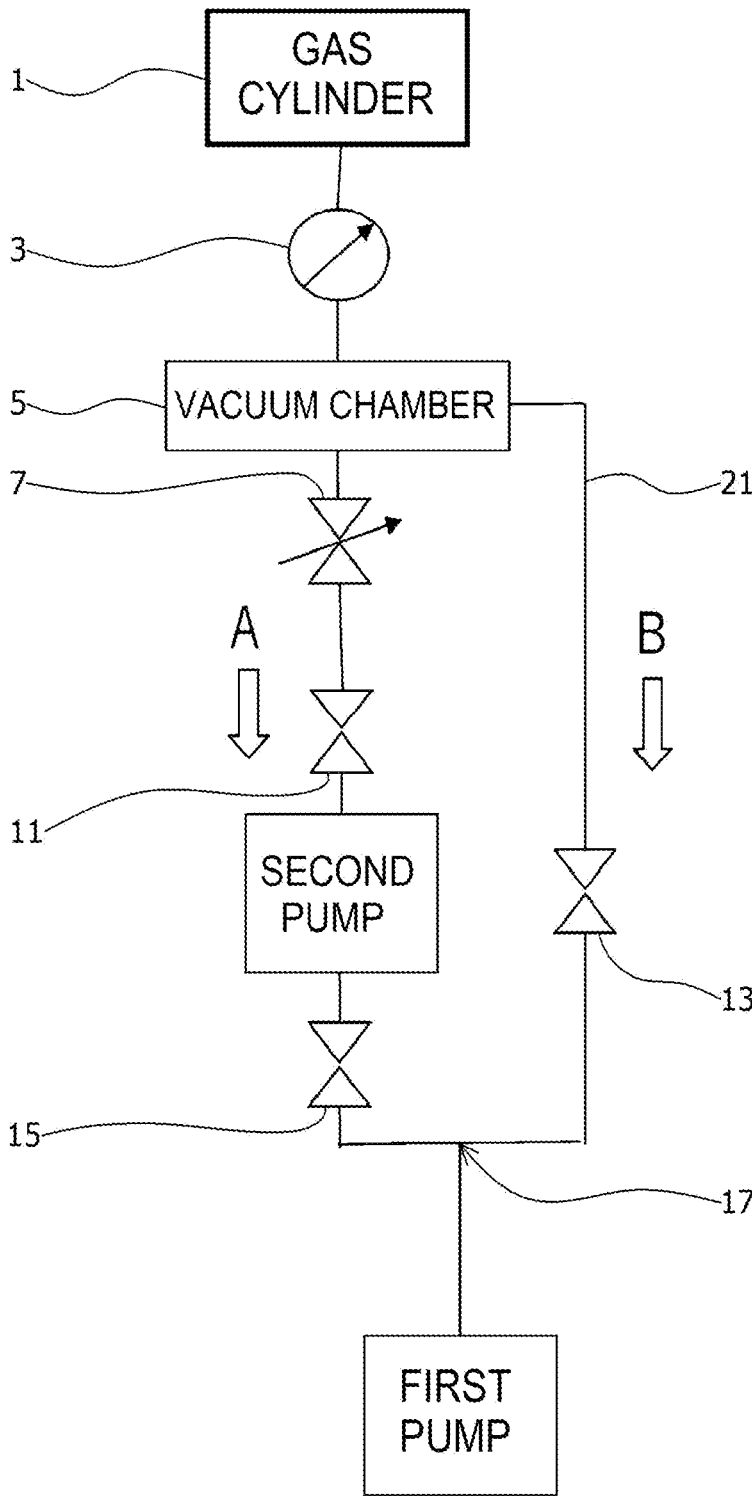 GAS
CYLINDER
1
3
VACUUM CHAMBER
5
7
21
A
B
11
SECOND
PUMP
13
15
17
FIRST
PUMP